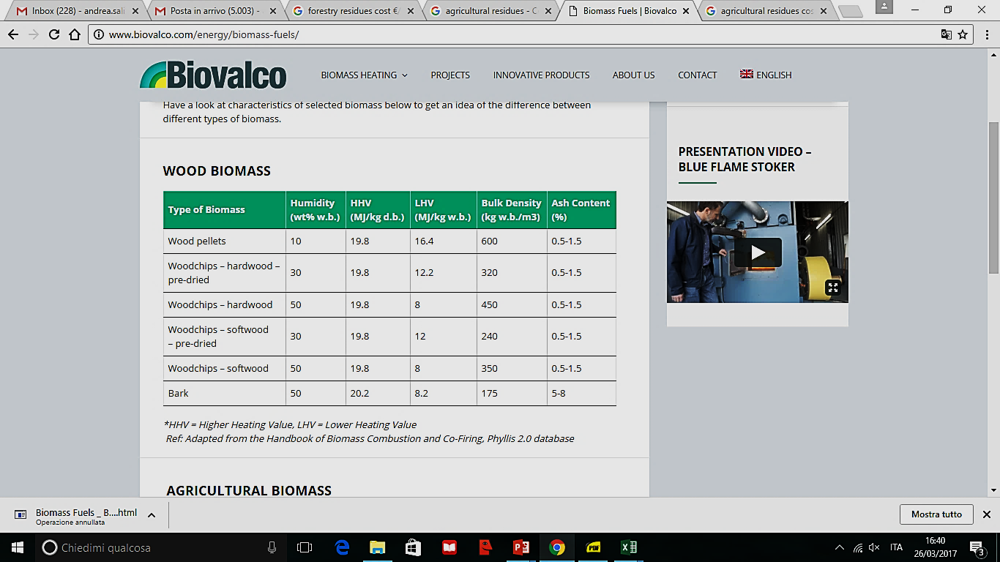 Inbox (228) - andrea.sali
Posta in arrivo (5.003) -
forestry residues cost €/
agricultural residues - C
Biomass Fuels | Biovalco
agricultural residues cos
www.biovalco.com/energy/biomass-fuels/
Biovalco
BIOMASS HEATING
PROJECTS
INNOVATIVE PRODUCTS
ABOUT US
CONTACT
ENGLISH
Have a look at characteristics of selected biomass below to get an idea of the difference between
different types of biomass.
PRESENTATION VIDEO –
BLUE FLAME STOKER
WOOD BIOMASS
Type of Biomass
Humidity
(wt% w.b.)
HHV
(MJ/kg d.b.)
LHV
(MJ/kg w.b.)
Bulk Density
(kg w.b./m3)
Ash Content
(%)
Wood pellets 10 19.8 16.4 600 0.5-1.5
Woodchips – hardwood –
pre-dried
30 19.8 12.2 320 0.5-1.5
Woodchips – hardwood 50 19.8 8 450 0.5-1.5
Woodchips – softwood
– pre-dried
30 19.8 12 240 0.5-1.5
Woodchips – softwood 50 19.8 8 350 0.5-1.5
Bark 50 20.2 8.2 175 5-8
*HHV = Higher Heating Value, LHV = Lower Heating Value
Ref: Adapted from the Handbook of Biomass Combustion and Co-Firing, Phyllis 2.0 database
AGRICULTURAL BIOMASS
Biomass Fuels _ B....html
Operazione annullata
Mostra tutto
Chiedimi qualcosa
PDF
ITA
16:40
26/03/2017
3